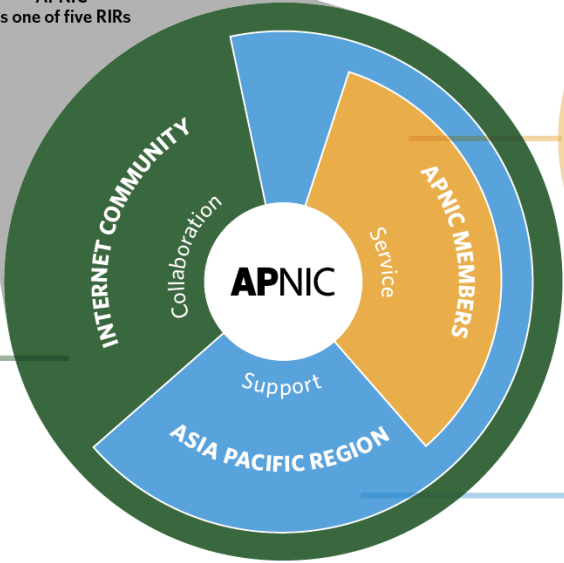 s one of five RIRs
INTERNET COMMUNITY
Collaboration
APNIC
Service
APNIC MEMBERS
Support
ASIA PACIFIC REGION